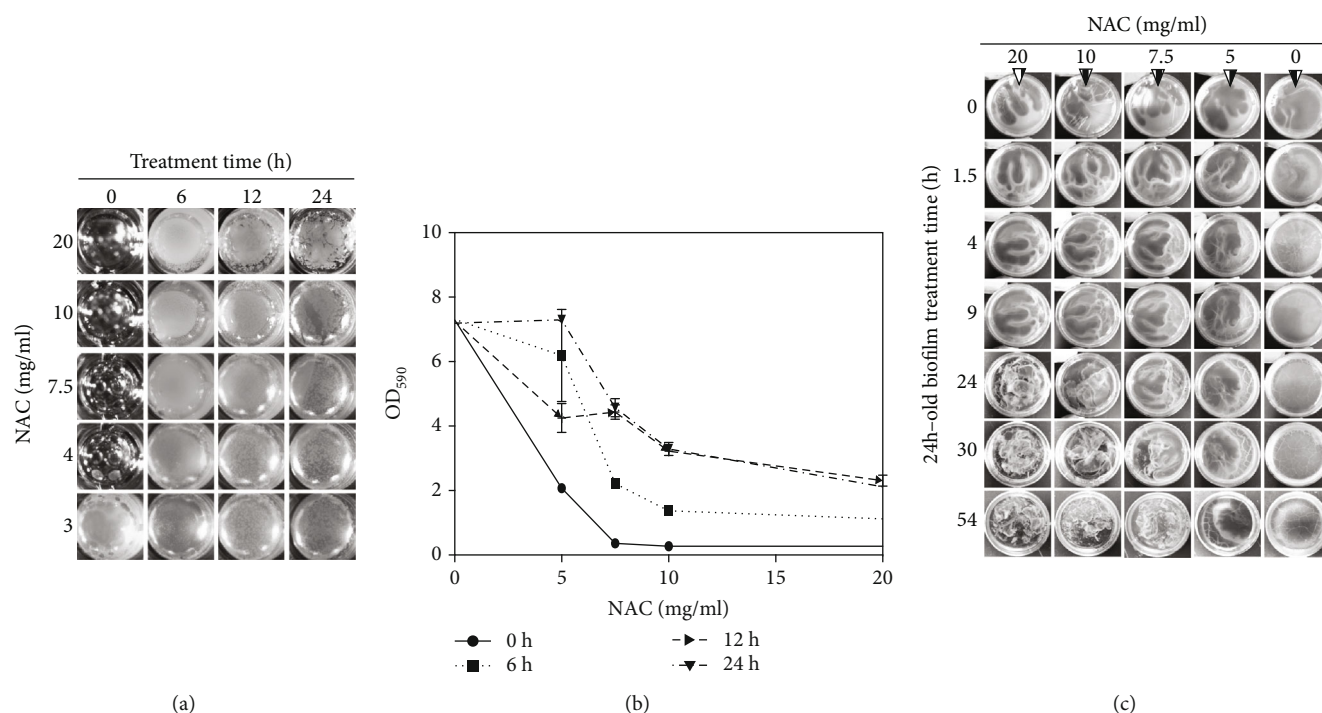 Treatment time (h)
0 6 12 24
NAC (mg/ml)
20
10
7.5
4
3
(a)
10
8
6
4
2
0
OD590
0 5 10 15 20
NAC (mg/ml)
0 h
6 h
12 h
24 h
(b)
NAC (mg/ml)
20 10 7.5 5 0
24h–old biofilm treatment time (h)
0
1.5
4
9
24
30
54
(c)